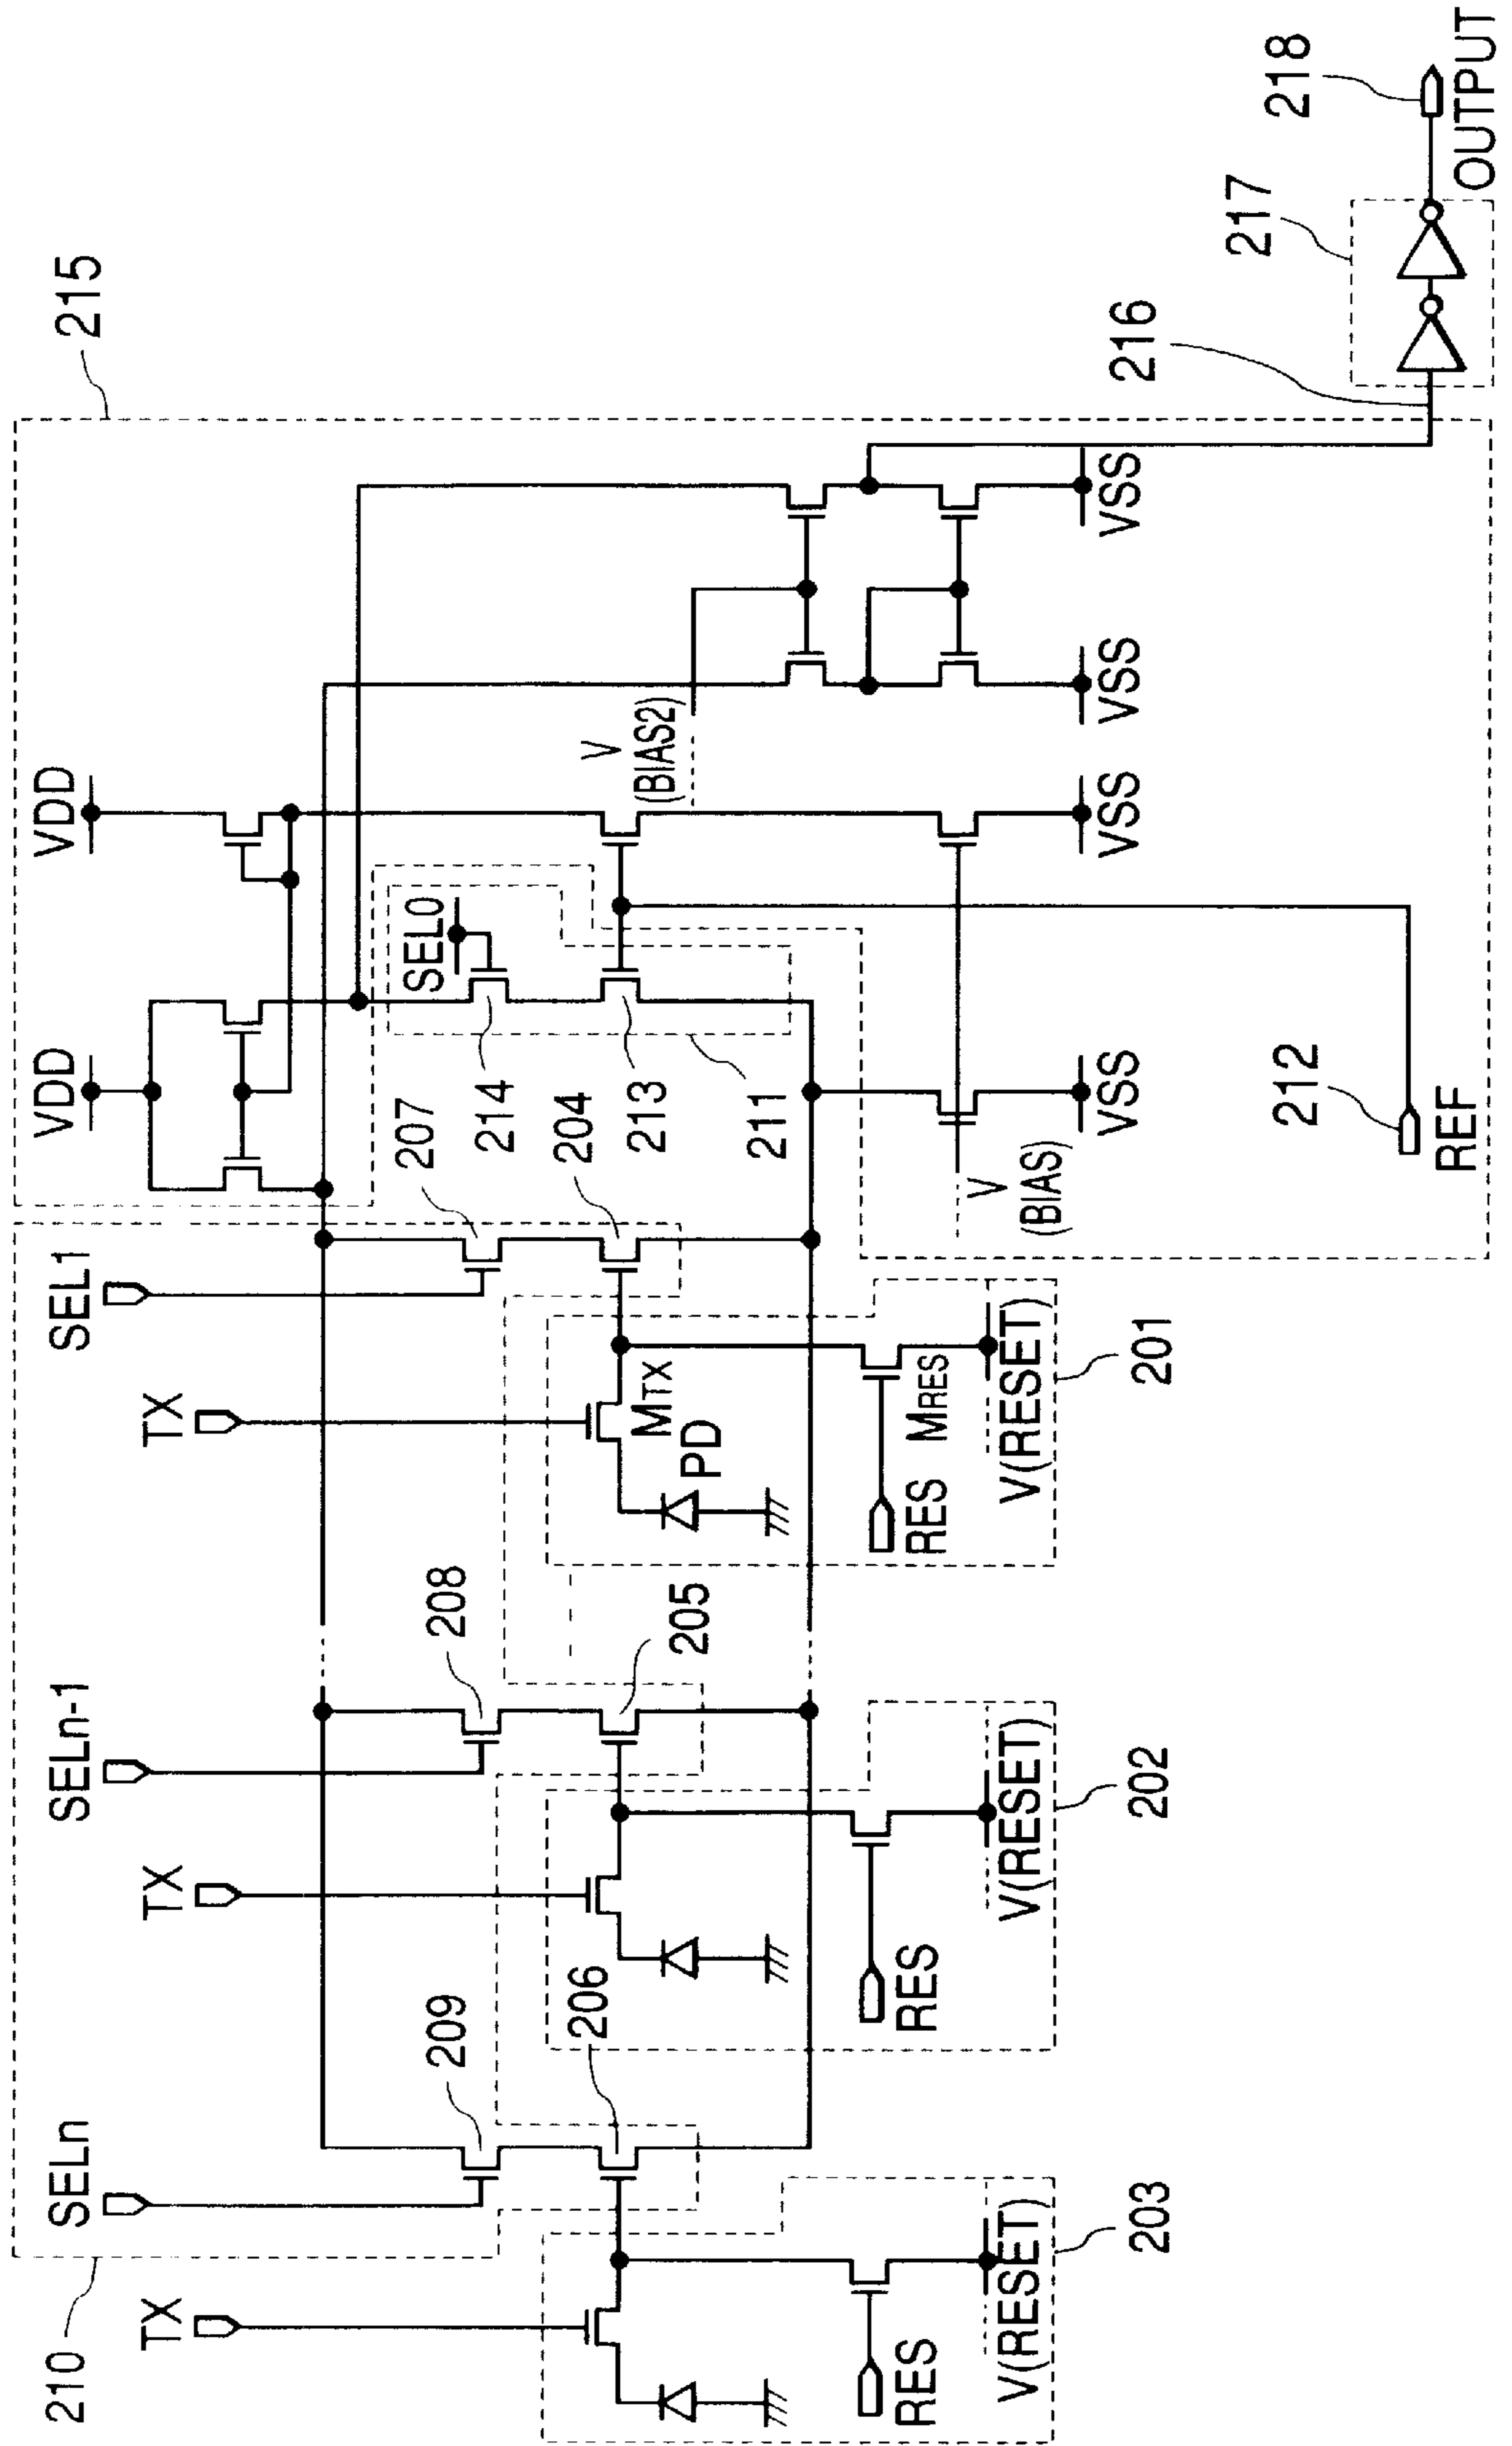 210
SELn
TX
209
206
RES
V(RESET)
203
SELn-1
TX
208
205
RES
V(RESET)
202
SEL1
TX
207
204
MTX
PD
RES
MRES
V(RESET)
201
VDD
VDD
SEL0
214
213
211
V
(BIAS)
VSS
212
REF
V
(BIAS2)
VSS
VSS
VSS
215
216
217
218
OUTPUT